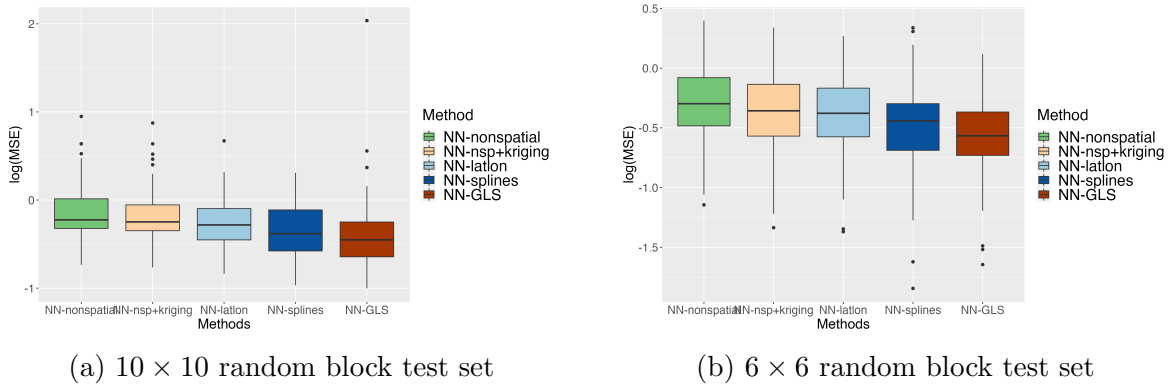 2
1
0
-1
log(MSE)
NN-nonspatial
NN-nsp+kriging
NN-latlon
NN-splines
NN-GLS
Methods
Method
NN-nonspatial
NN-nsp+kriging
NN-latlon
NN-splines
NN-GLS
(a) 10 × 10 random block test set
0.5
0.0
-0.5
-1.0
-1.5
log(MSE)
NN-nonspatial
NN-nsp+kriging
NN-latlon
NN-splines
NN-GLS
Methods
Method
NN-nonspatial
NN-nsp+kriging
NN-latlon
NN-splines
NN-GLS
(b) 6 × 6 random block test set